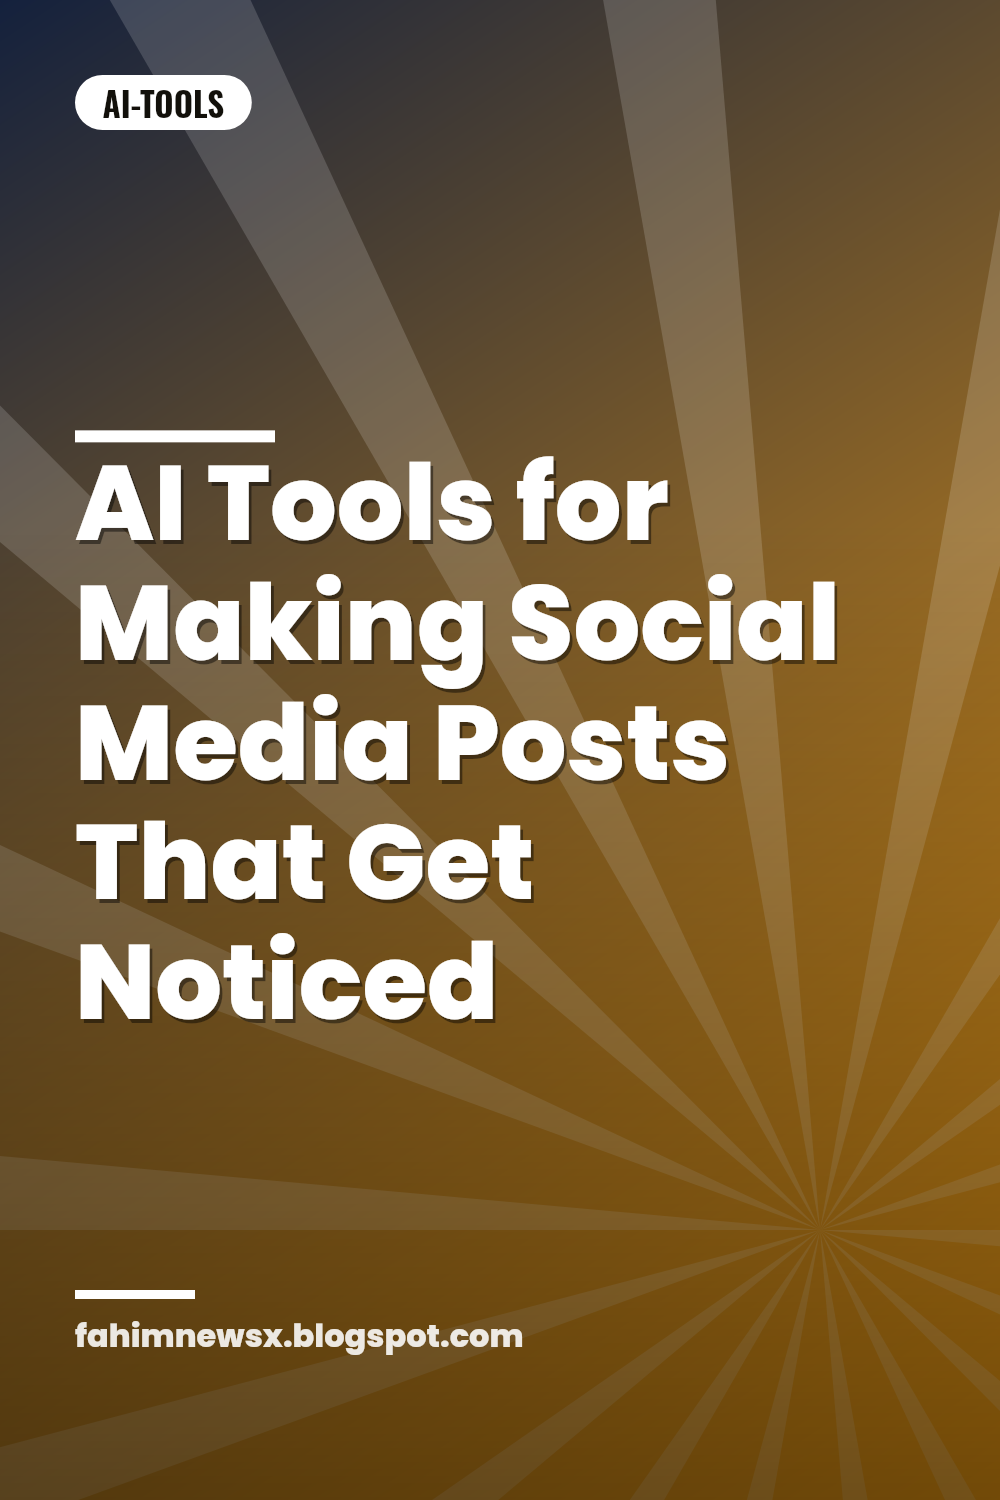 AI-TOOLS
AI Tools for
Making Social
Media Posts
That Get
Noticed
fahimnewsx.blogspot.com